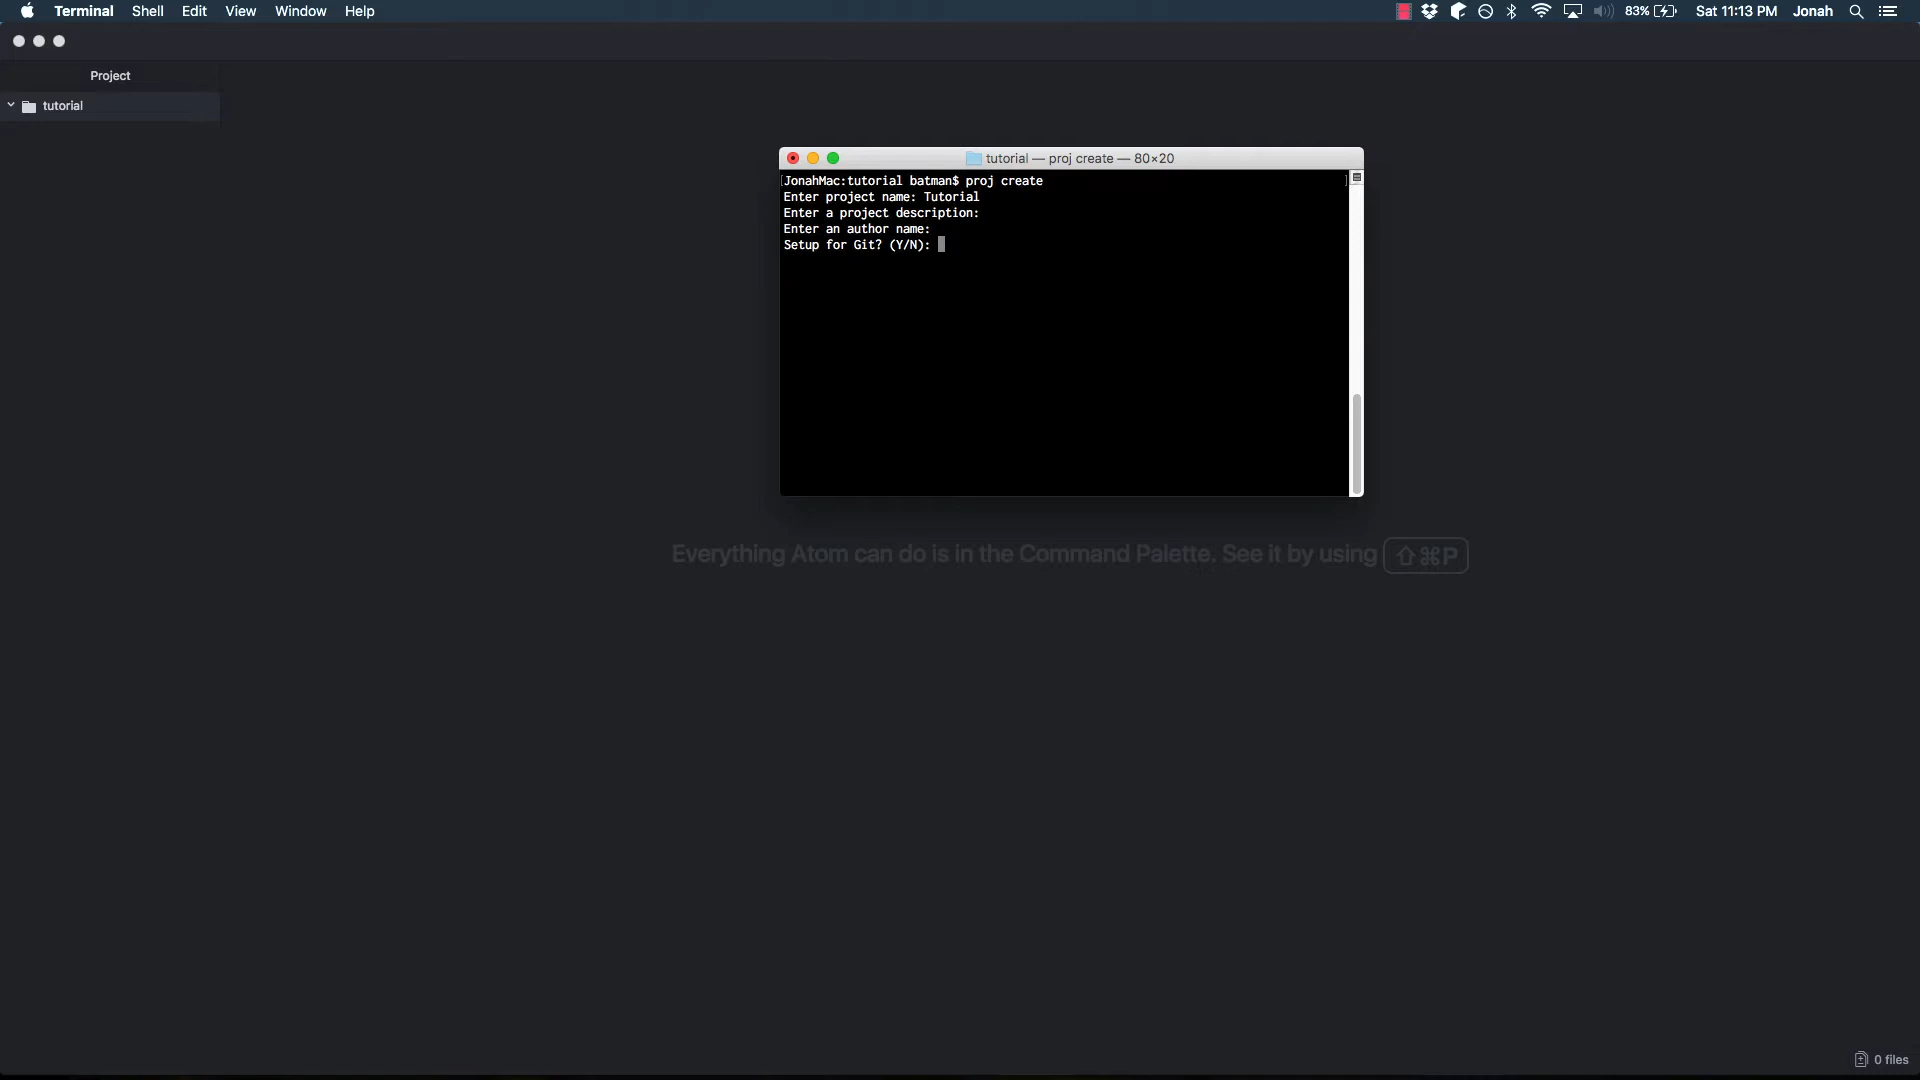 Terminal Shell Edit View Window Help 83% Sat 11:13 PM Jonah
Project
tutorial
tutorial — proj create — 80×20
[JonahMac:tutorial batman$ proj create ]
Enter project name: Tutorial
Enter a project description:
Enter an author name:
Setup for Git? (Y/N):
Everything Atom can do is in the Command Palette. See it by using ⇧⌘P
0 files